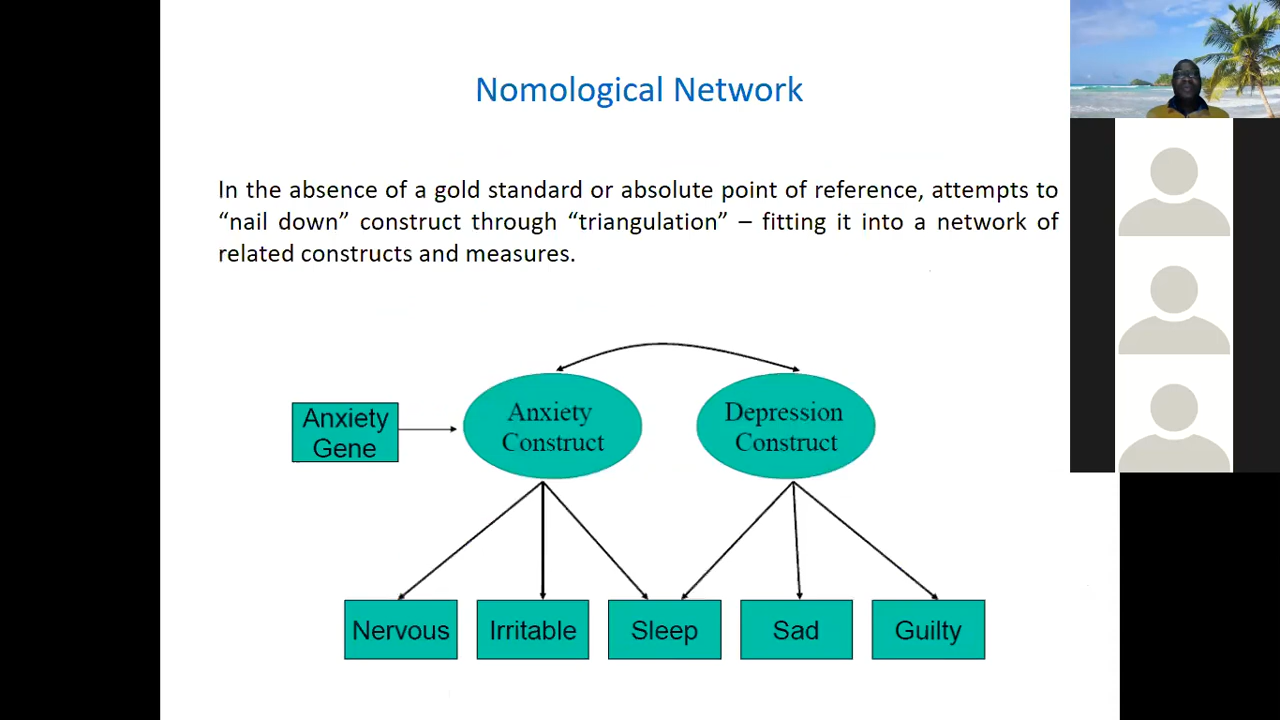 Nomological Network
In the absence of a gold standard or absolute point of reference, attempts to
“nail down” construct through “triangulation” – fitting it into a network of
related constructs and measures.
Anxiety
Gene
Anxiety
Construct
Depression
Construct
Nervous
Irritable
Sleep
Sad
Guilty